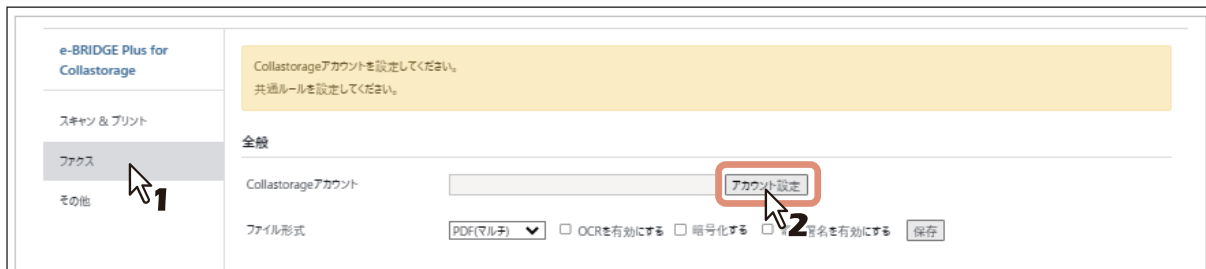 e-BRIDGE Plus for
Collastorage
スキャン & プリント
ファクス
その他
1
Collastorageアカウントを設定してください。
共通ルールを設定してください。
全般
Collastorageアカウント
アカウント設定
2
ファイル形式
PDF(マルチ)
OCRを有効にする
暗号化する
署名を有効にする
保存